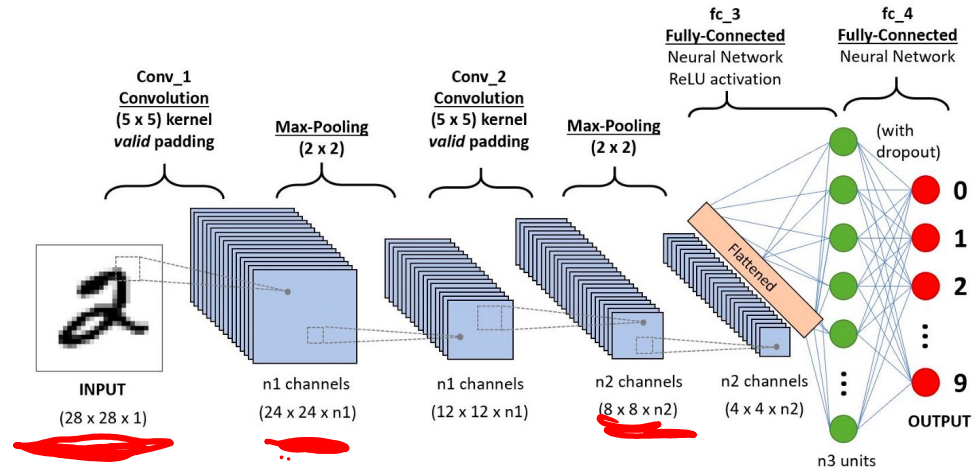 Conv_1
Convolution
(5 x 5) kernel
valid padding
Max-Pooling
(2 x 2)
Conv_2
Convolution
(5 x 5) kernel
valid padding
Max-Pooling
(2 x 2)
fc_3
Fully-Connected
Neural Network
ReLU activation
fc_4
Fully-Connected
Neural Network
(with
dropout)
Flattened
0
1
2
9
OUTPUT
2
INPUT
(28 x 28 x 1)
n1 channels
(24 x 24 x n1)
n1 channels
(12 x 12 x n1)
n2 channels
(8 x 8 x n2)
n2 channels
(4 x 4 x n2)
n3 units